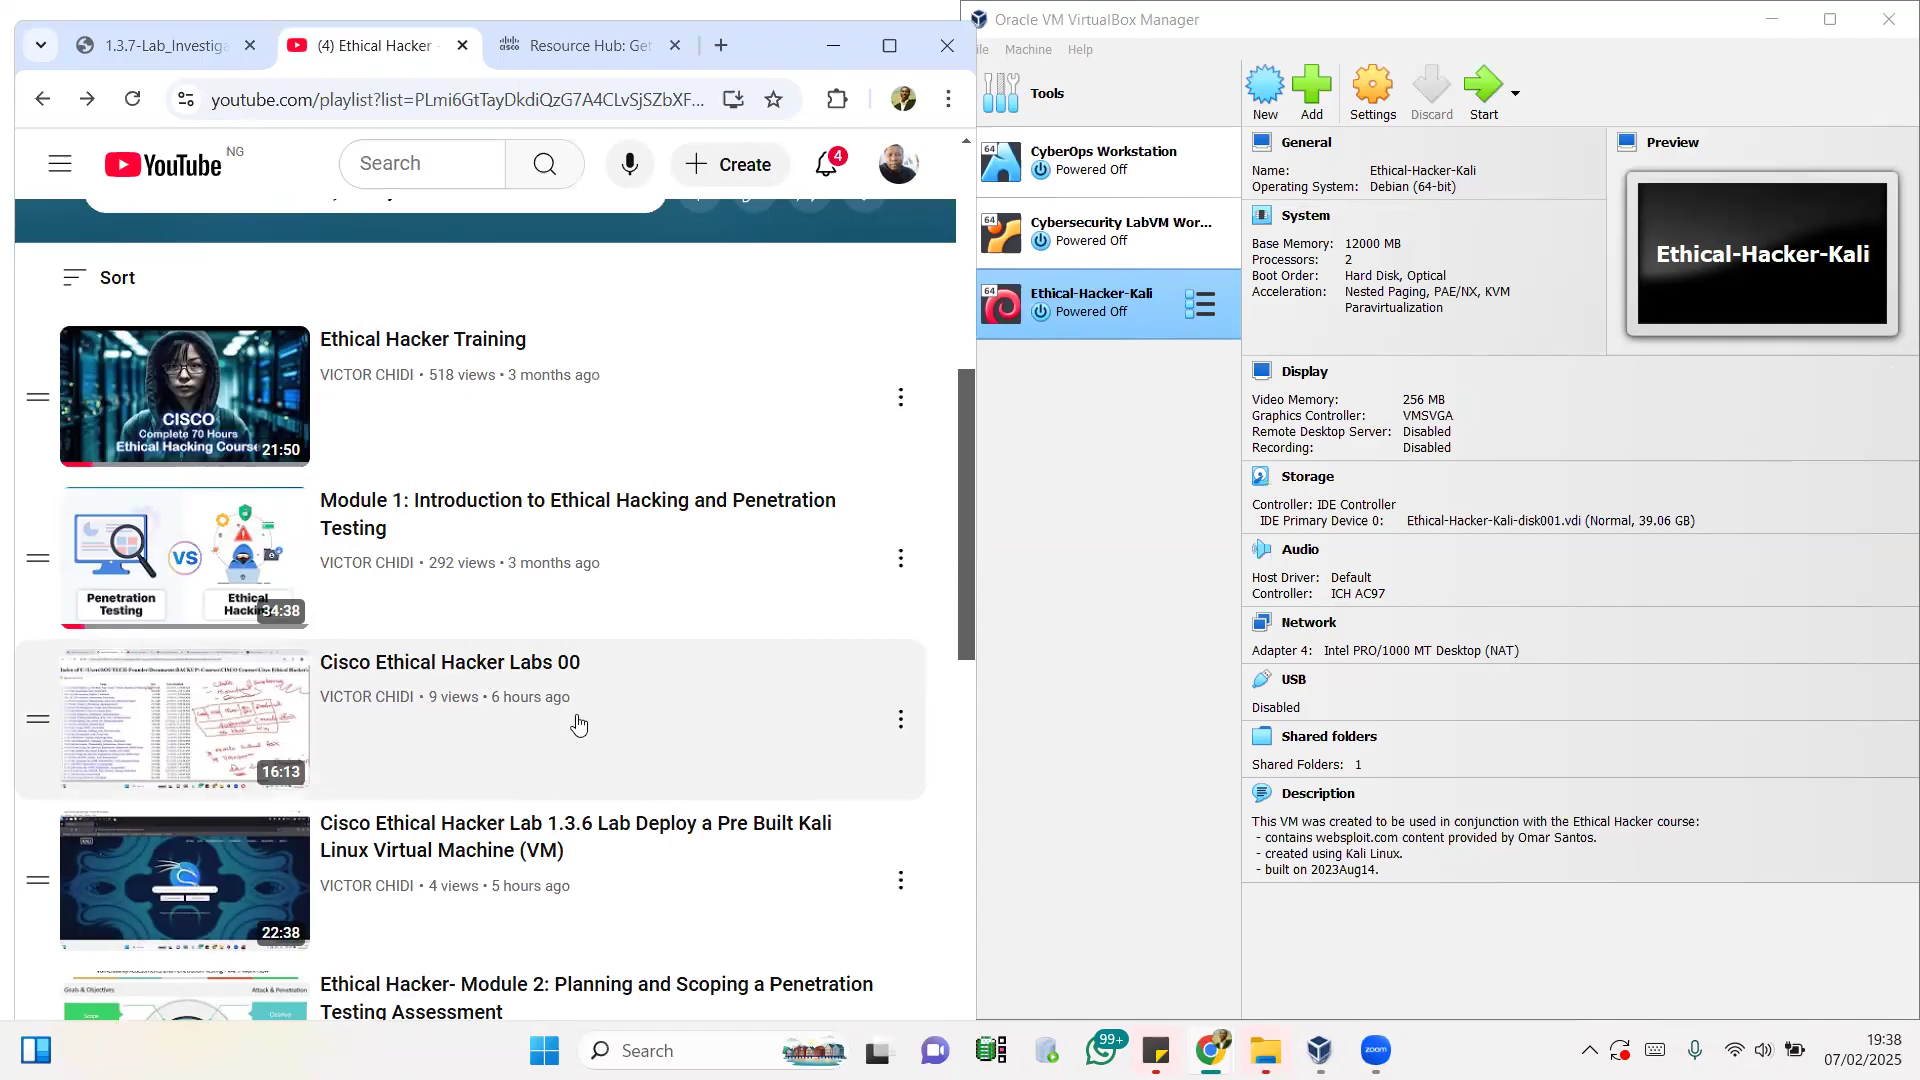 1.3.7-Lab_Investiga
(4) Ethical Hacker -
Resource Hub: Get
youtube.com/playlist?list=PLmi6GtTayDkdiQzG7A4CLvSjSZbXF...
YouTube NG
Search
Create
4
Sort
Ethical Hacker Training
VICTOR CHIDI • 518 views • 3 months ago
CISCO
Complete 70 Hours
Ethical Hacking Course
21:50
Module 1: Introduction to Ethical Hacking and Penetration
Testing
VICTOR CHIDI • 292 views • 3 months ago
VS
Penetration
Testing
Ethical
Hacking
34:38
Cisco Ethical Hacker Labs 00
VICTOR CHIDI • 9 views • 6 hours ago
16:13
Cisco Ethical Hacker Lab 1.3.6 Lab Deploy a Pre Built Kali
Linux Virtual Machine (VM)
VICTOR CHIDI • 4 views • 5 hours ago
22:38
Ethical Hacker- Module 2: Planning and Scoping a Penetration
Testing Assessment
Goals & Objectives
Attack & Penetration
Scope
Oracle VM VirtualBox Manager
ile Machine Help
Tools
New
Add
Settings
Discard
Start
64
CyberOps Workstation
Powered Off
64
Cybersecurity LabVM Wor...
Powered Off
64
Ethical-Hacker-Kali
Powered Off
General
Name: Ethical-Hacker-Kali
Operating System: Debian (64-bit)
System
Base Memory: 12000 MB
Processors: 2
Boot Order: Hard Disk, Optical
Acceleration: Nested Paging, PAE/NX, KVM
Paravirtualization
Preview
Ethical-Hacker-Kali
Display
Video Memory: 256 MB
Graphics Controller: VMSVGA
Remote Desktop Server: Disabled
Recording: Disabled
Storage
Controller: IDE Controller
IDE Primary Device 0: Ethical-Hacker-Kali-disk001.vdi (Normal, 39.06 GB)
Audio
Host Driver: Default
Controller: ICH AC97
Network
Adapter 4: Intel PRO/1000 MT Desktop (NAT)
USB
Disabled
Shared folders
Shared Folders: 1
Description
This VM was created to be used in conjunction with the Ethical Hacker course:
- contains websploit.com content provided by Omar Santos.
- created using Kali Linux.
- built on 2023Aug14.
Search
99+
zoom
19:38
07/02/2025